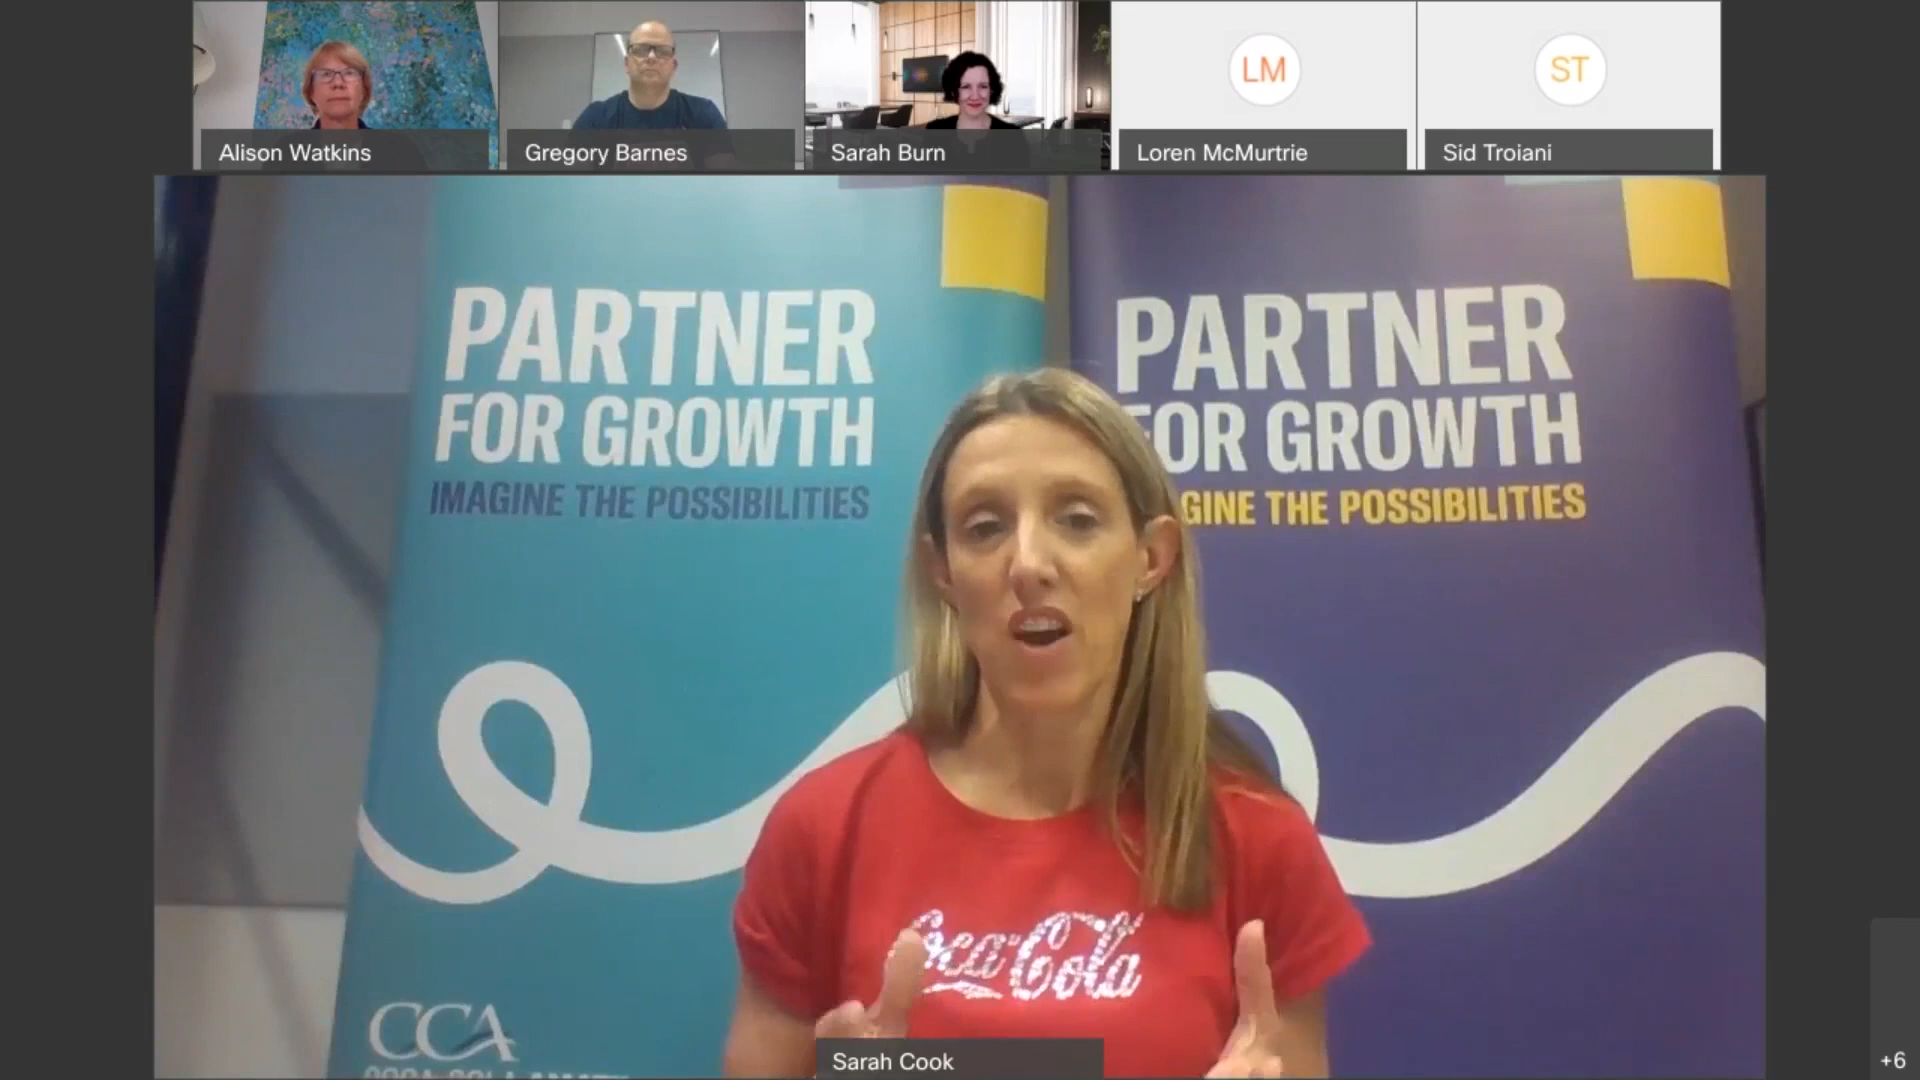 LM
ST
Alison Watkins
Gregory Barnes
Sarah Burn
Loren McMurtrie
Sid Troiani
PARTNER
FOR GROWTH
IMAGINE THE POSSIBILITIES
PARTNER
FOR GROWTH
GINE THE POSSIBILITIES
Coca-Cola
CCA
Sarah Cook
+6